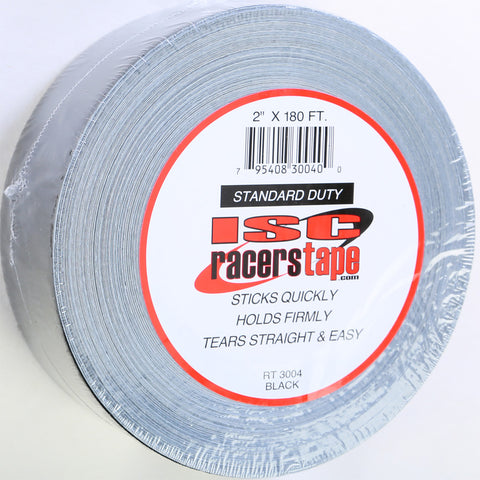 2" X 180 FT.
7 95408 30040 0
STANDARD DUTY
ISC
racerstape
.com
STICKS QUICKLY
HOLDS FIRMLY
TEARS STRAIGHT & EASY
RT 3004
BLACK